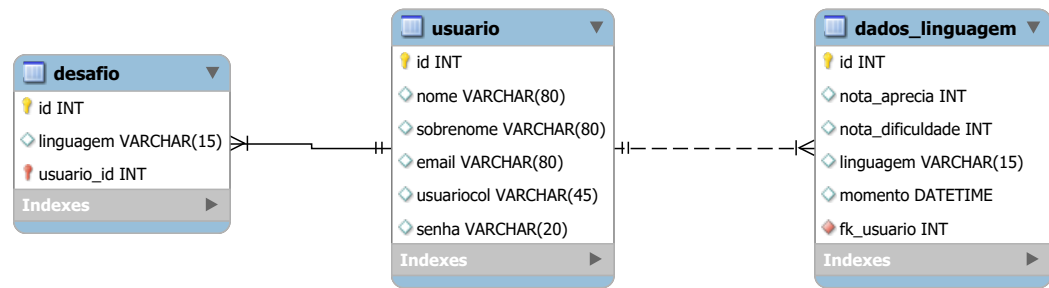 desafio
id INT
linguagem VARCHAR(15)
usuario_id INT
Indexes
usuario
id INT
nome VARCHAR(80)
sobrenome VARCHAR(80)
email VARCHAR(80)
usuariocol VARCHAR(45)
senha VARCHAR(20)
Indexes
dados_linguagem
id INT
nota_aprecia INT
nota_dificuldade INT
linguagem VARCHAR(15)
momento DATETIME
fk_usuario INT
Indexes